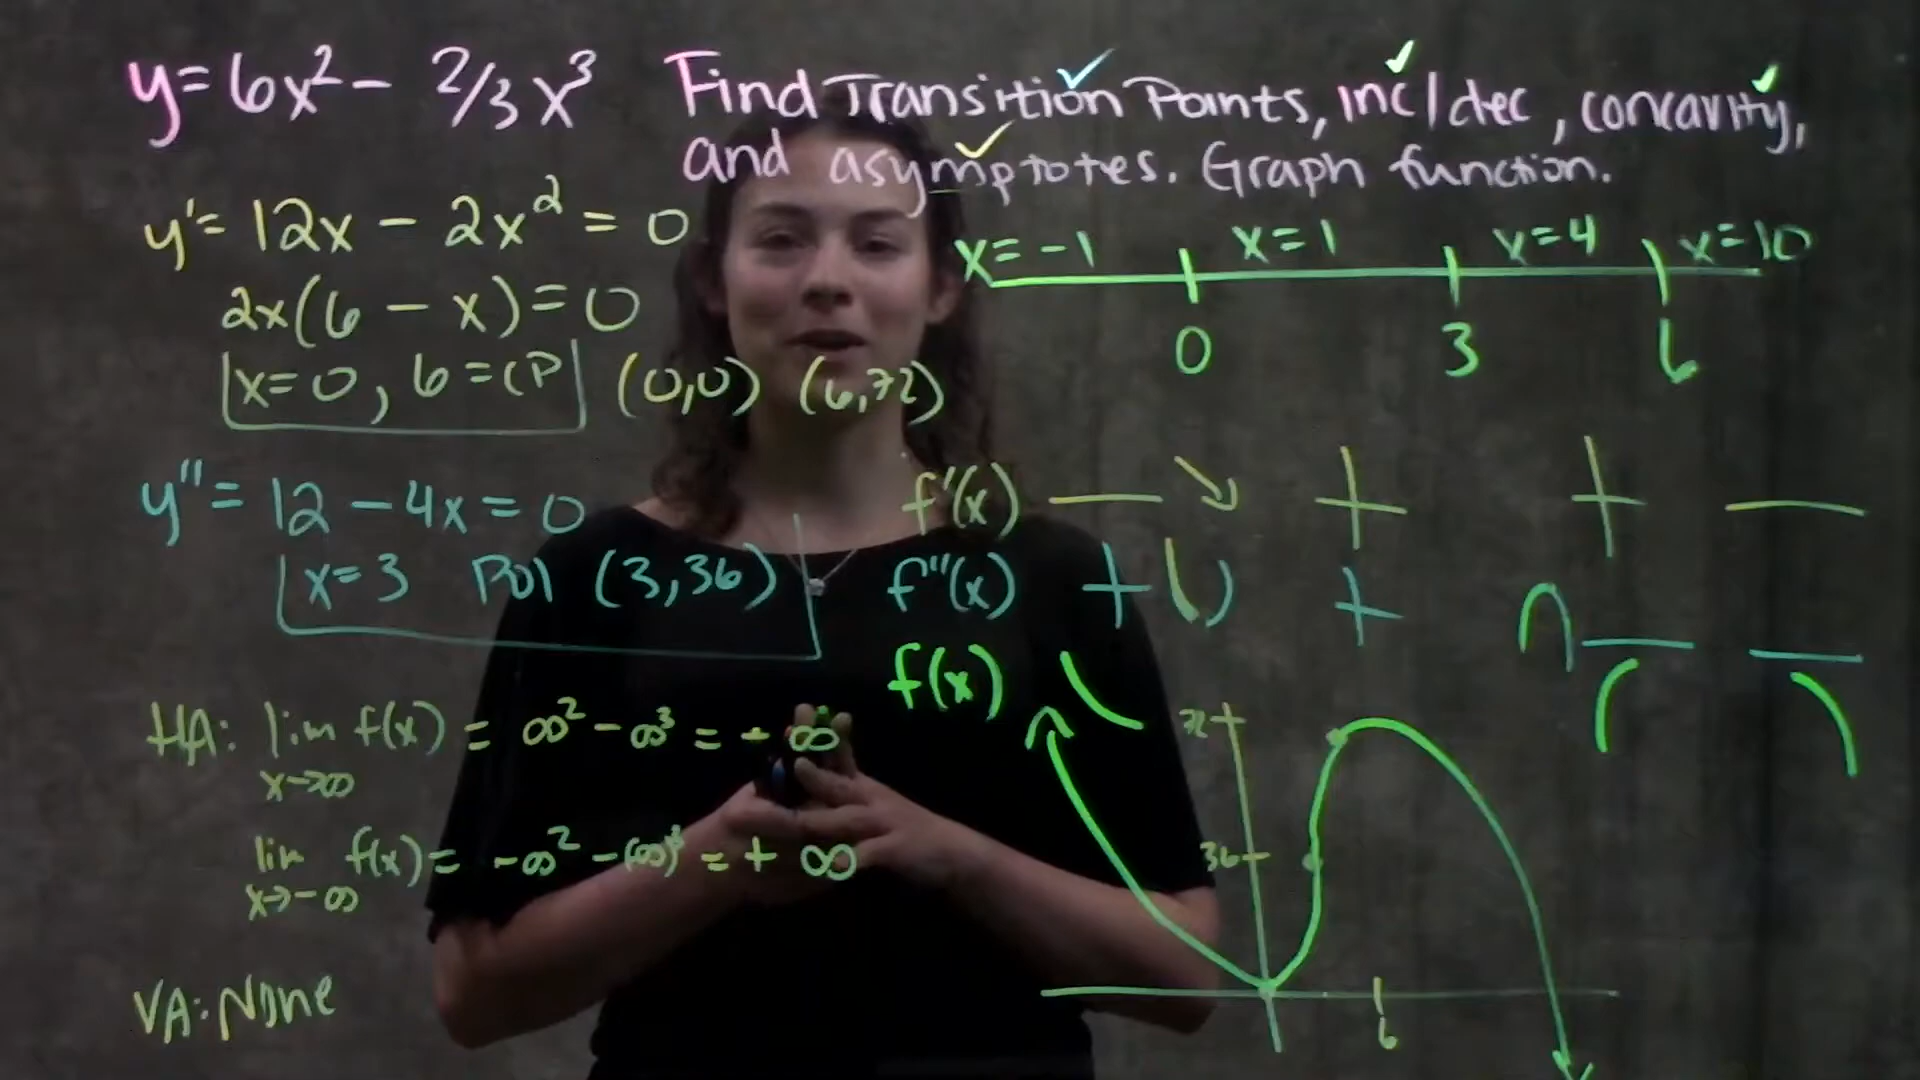 y=6x²- 2/3x³
Find Transition Points, inc/dec, concavity,
and asymptotes. Graph function.
y'= 12x - 2x² = 0
2x(6 - x)=0
x=0, 6 =CP (0,0) (6,72)
y"= 12 -4x = 0
x=3 POI (3,36)
HA: lim f(x) = ∞² - ∞³ = - ∞
x→∞
lim f(x)= -∞² -(∞)³ = + ∞
x→-∞
VA: None
x=-1 x=1 x=4 x=10
0 3 6
f'(x) — + + —
f"(x) + + — —
f(x)
72
36
6